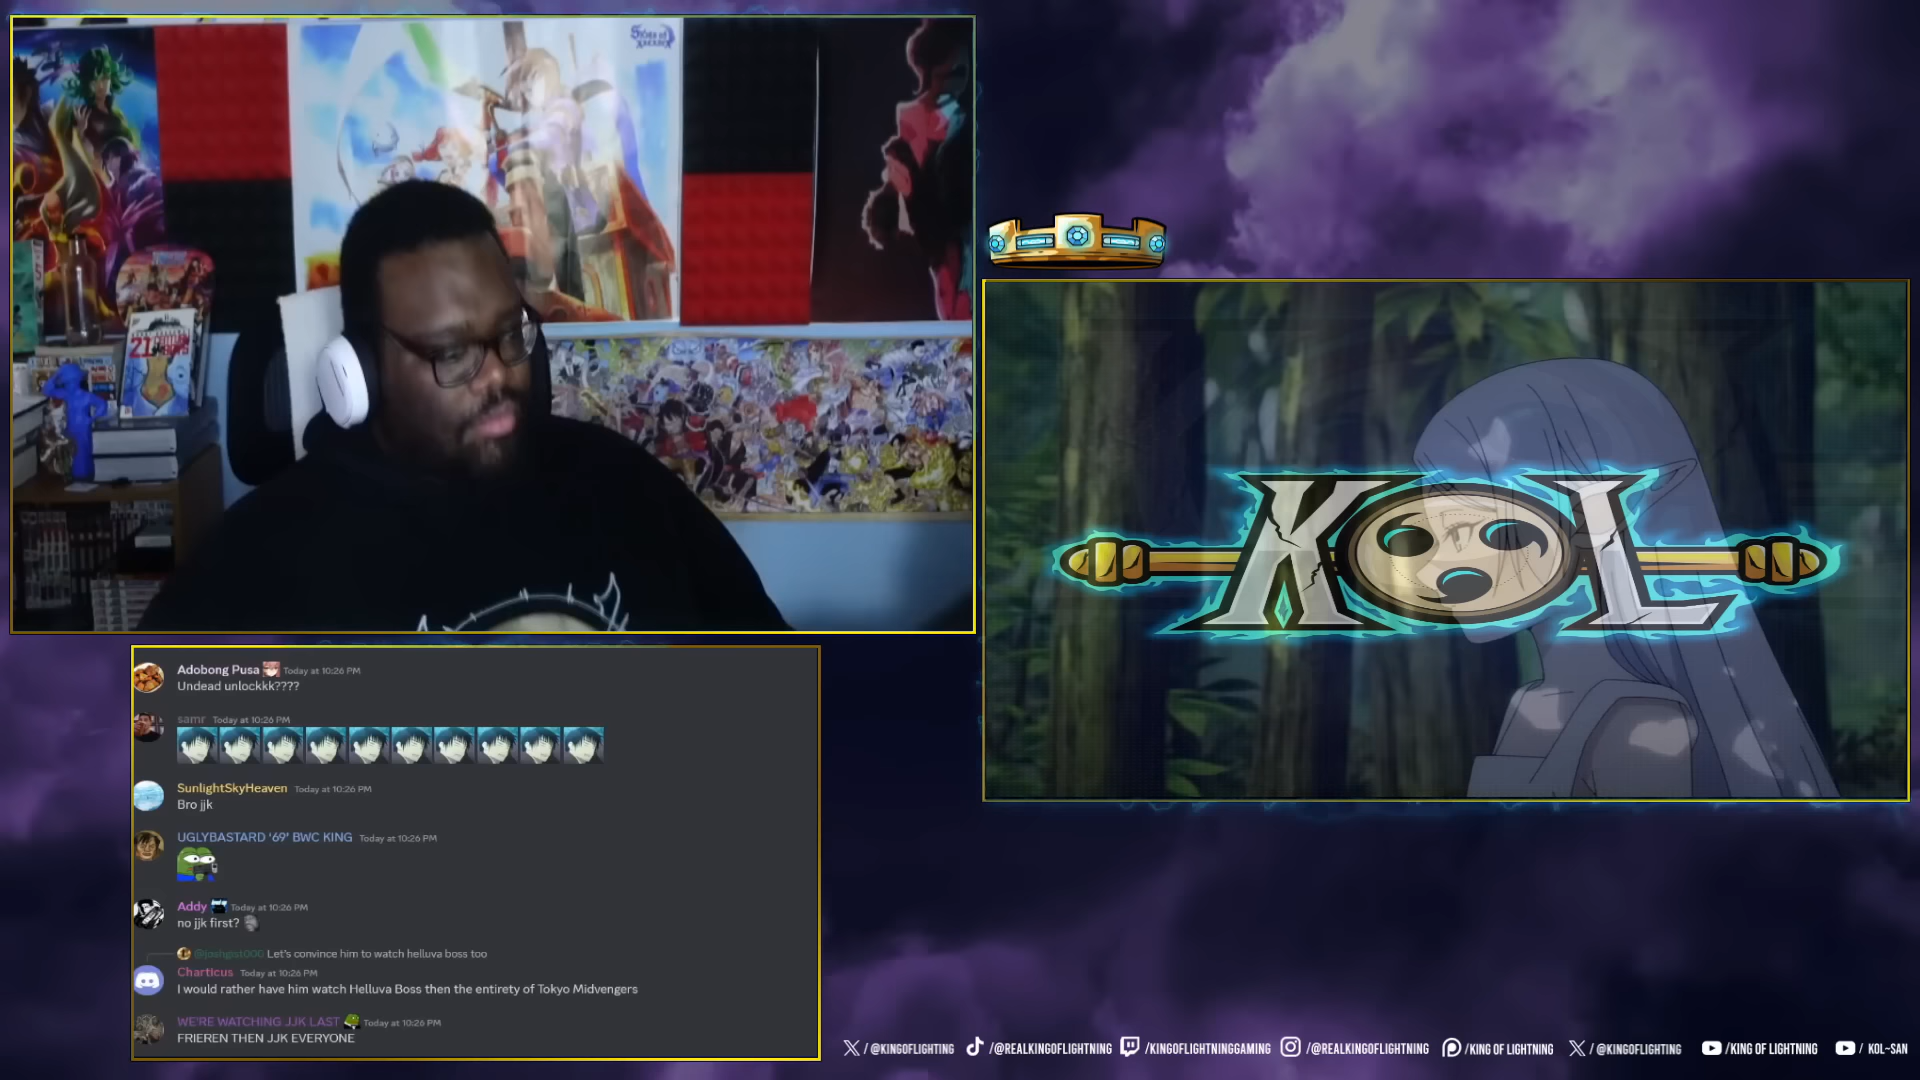 Skies of
ARCADIA
21
KOL
Adobong Pusa Today at 10:26 PM
Undead unlockkk????
samr Today at 10:26 PM
SunlightSkyHeaven Today at 10:26 PM
Bro jjk
UGLYBASTARD '69' BWC KING Today at 10:26 PM
Addy Today at 10:26 PM
no jjk first?
@joshgist000 Let's convince him to watch helluva boss too
Charticus Today at 10:26 PM
I would rather have him watch Helluva Boss then the entirety of Tokyo Midvengers
WE'RE WATCHING JJK LAST Today at 10:26 PM
FRIEREN THEN JJK EVERYONE
/ @KINGOFLIGHTING /@REALKINGOFLIGHTNING /KINGOFLIGHTNINGGAMING /@REALKINGOFLIGHTNING /KING OF LIGHTNING / @KINGOFLIGHTING /KING OF LIGHTNING / KOL~SAN